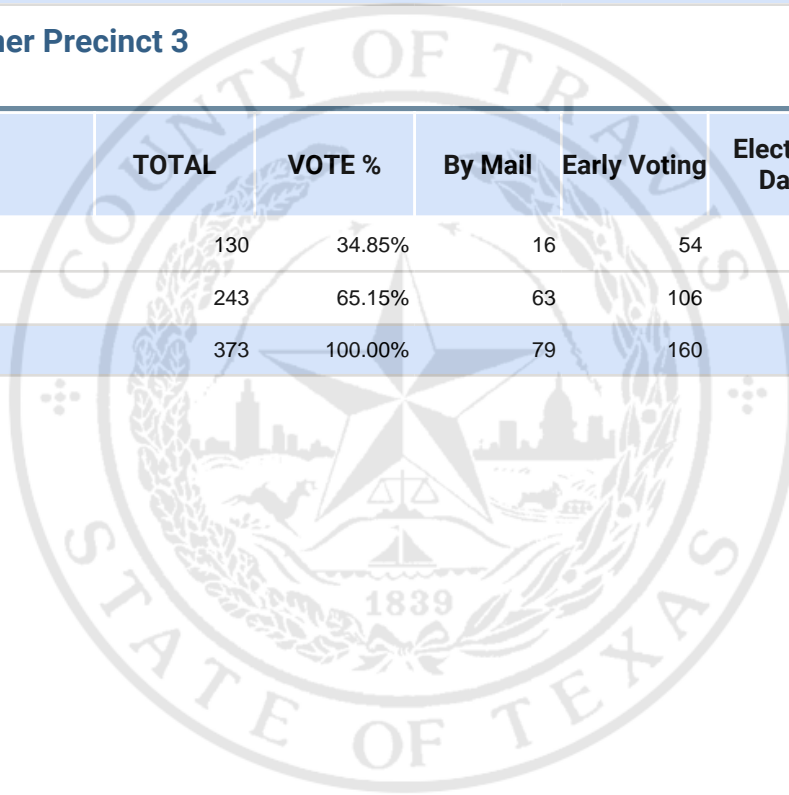 ner Precinct 3
TOTAL VOTE % By Mail Early Voting Elect
Da
130 34.85% 16 54
243 65.15% 63 106
373 100.00% 79 160
COUNTY OF TRAVIS
1839
STATE OF TEXAS